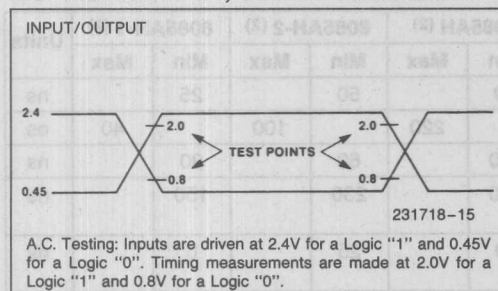 INPUT/OUTPUT
2.4
2.0
2.0
TEST POINTS
0.8
0.8
0.45
231718-15
A.C. Testing: Inputs are driven at 2.4V for a Logic "1" and 0.45V
for a Logic "0". Timing measurements are made at 2.0V for a
Logic "1" and 0.8V for a Logic "0".